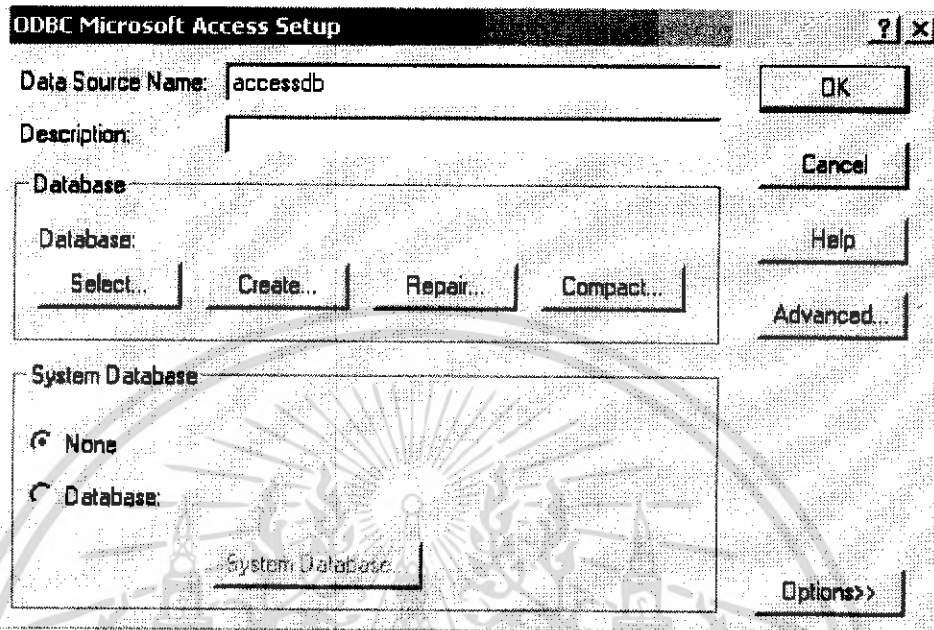 ODBC Microsoft Access Setup
Data Source Name: accessdb
OK
Description:
Cancel
Database
Database:
Help
Select... Create... Repair... Compact...
Advanced...
System Database
None
Database:
System Database...
Options>>